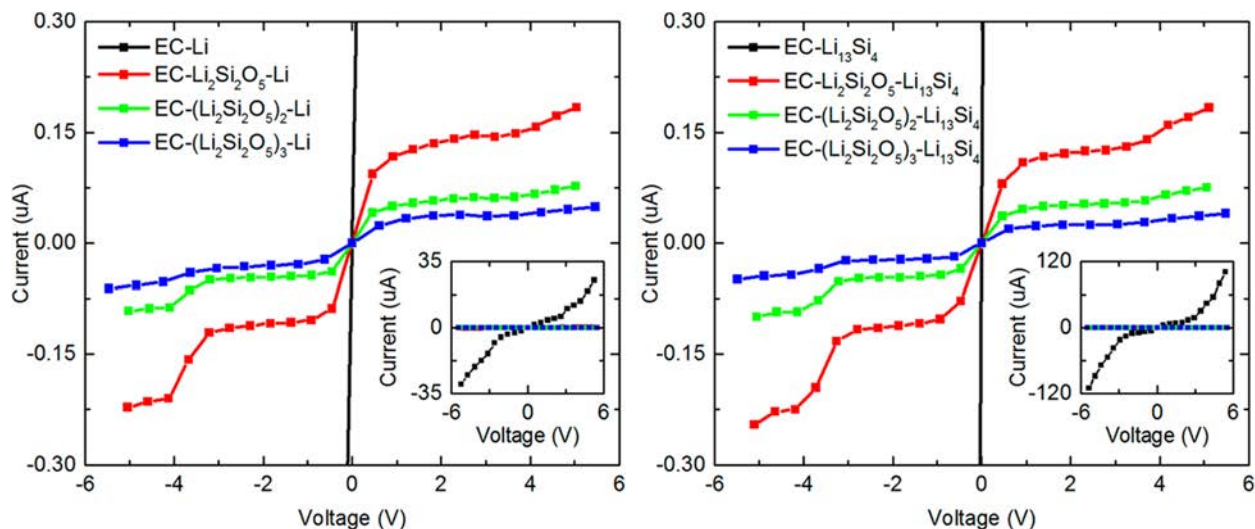 0.30
0.15
0.00
-0.15
-0.30
Current (uA)
EC-Li
EC-Li₂Si₂O₅-Li
EC-(Li₂Si₂O₅)₂-Li
EC-(Li₂Si₂O₅)₃-Li
35
0
-35
Current (uA)
-6 0 6
Voltage (V)
-6 -4 -2 0 2 4 6
Voltage (V)
0.30
0.15
0.00
-0.15
-0.30
Current (uA)
EC-Li₁₃Si₄
EC-Li₂Si₂O₅-Li₁₃Si₄
EC-(Li₂Si₂O₅)₂-Li₁₃Si₄
EC-(Li₂Si₂O₅)₃-Li₁₃Si₄
120
0
-120
Current (uA)
-6 0 6
Voltage (V)
-6 -4 -2 0 2 4 6
Voltage (V)